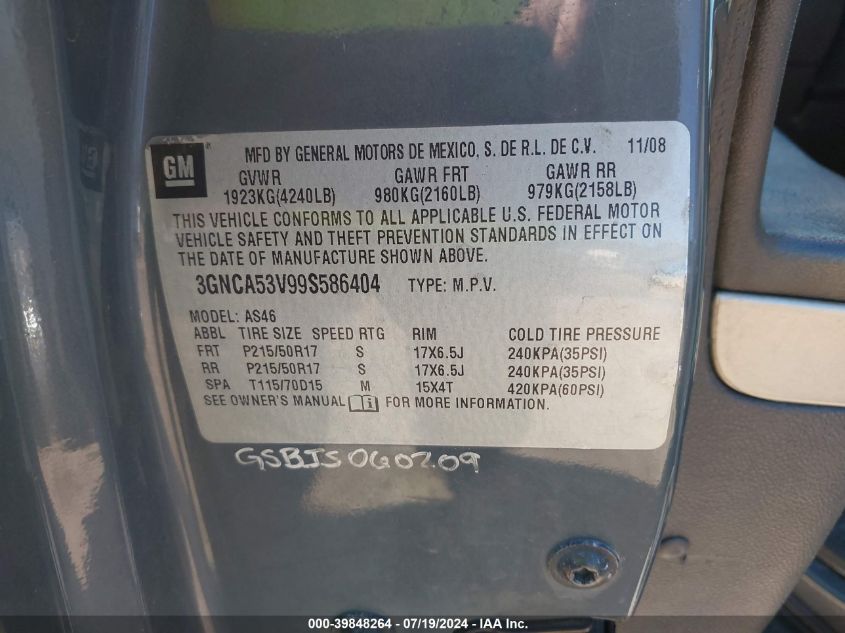 GM
MFD BY GENERAL MOTORS DE MEXICO, S. DE R.L. DE C.V. 11/08
GVWR GAWR FRT GAWR RR
1923KG(4240LB) 980KG(2160LB) 979KG(2158LB)
THIS VEHICLE CONFORMS TO ALL APPLICABLE U.S. FEDERAL MOTOR
VEHICLE SAFETY AND THEFT PREVENTION STANDARDS IN EFFECT ON
THE DATE OF MANUFACTURE SHOWN ABOVE.
3GNCA53V99S586404 TYPE: M.P.V.
MODEL: AS46
ABBL TIRE SIZE SPEED RTG RIM COLD TIRE PRESSURE
FRT P215/50R17 S 17X6.5J 240KPA(35PSI)
RR P215/50R17 S 17X6.5J 240KPA(35PSI)
SPA T115/70D15 M 15X4T 420KPA(60PSI)
SEE OWNER'S MANUAL FOR MORE INFORMATION.
GSBJS 060209
000-39848264 - 07/19/2024 - IAA Inc.